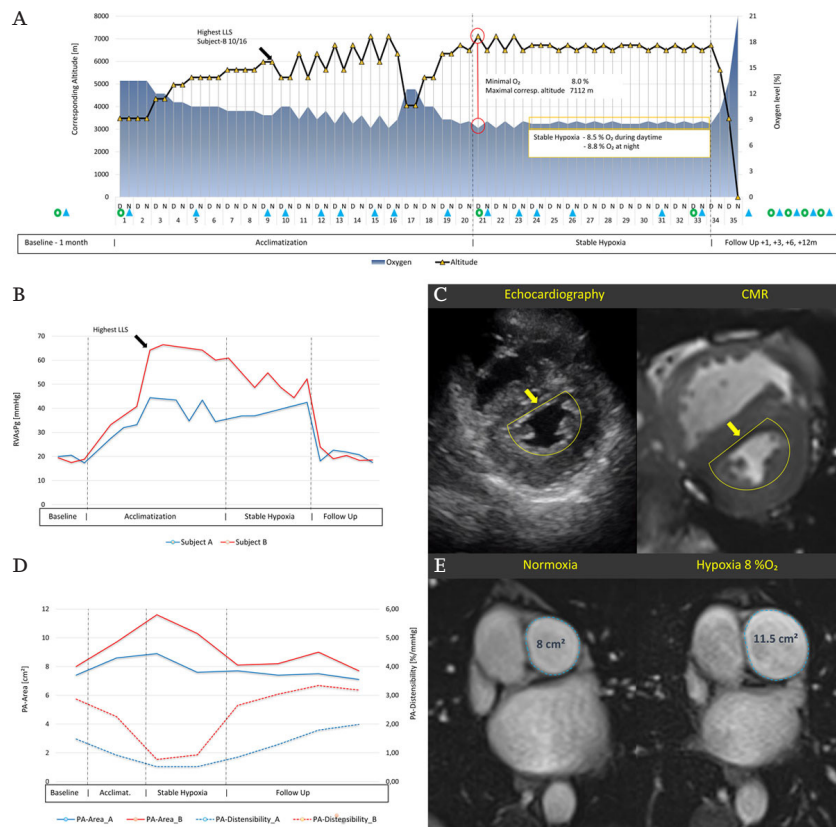 A
Corresponding Altitude [m]
8000
7000
6000
5000
4000
3000
2000
1000
0
Highest LLS
Subject-B 10/16
Minimal O₂ 8.0 %
Maximal corresp. altitude 7112 m
Stable Hypoxia - 8.5 % O₂ during daytime
- 8.8 % O₂ at night
21
18
15
12
9
6
3
0
Oxygen level [%]
D N D N D N D N D N D N D N D N D N D N D N D N D N D N D N D N D N D N D N D N D N D N D N D N D N D N D N D N D N D N D N D N D N D N D N
1 2 3 4 5 6 7 8 9 10 11 12 13 14 15 16 17 18 19 20 21 22 23 24 25 26 27 28 29 30 31 32 33 34 35
Baseline - 1 month | Acclimatization | Stable Hypoxia | Follow Up +1, +3, +6, +12m
Oxygen Altitude
B
RVAsPg [mmHg]
70
60
50
40
30
20
10
0
Highest LLS
Baseline | Acclimatization | Stable Hypoxia | Follow Up
Subject A Subject B
C
Echocardiography CMR
D
PA-Area [cm²]
12
10
8
6
4
2
0
6,00
5,00
4,00
3,00
2,00
1,00
0,00
PA-Distensibility [%/mmHg]
Baseline | Acclimat. | Stable Hypoxia | Follow Up
PA-Area_A PA-Area_B PA-Distensibility_A PA-Distensibility_B
E
Normoxia Hypoxia 8 %O₂
8 cm² 11.5 cm²